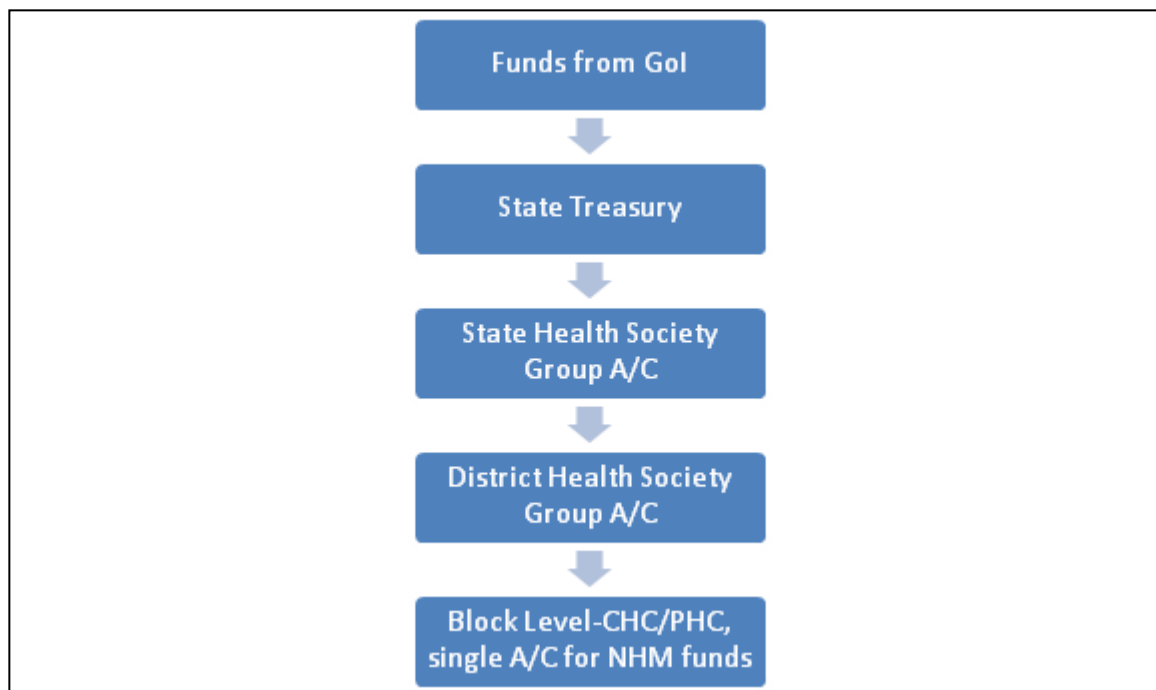 Funds from GoI
State Treasury
State Health Society
Group A/C
District Health Society
Group A/C
Block Level-CHC/PHC,
single A/C for NHM funds